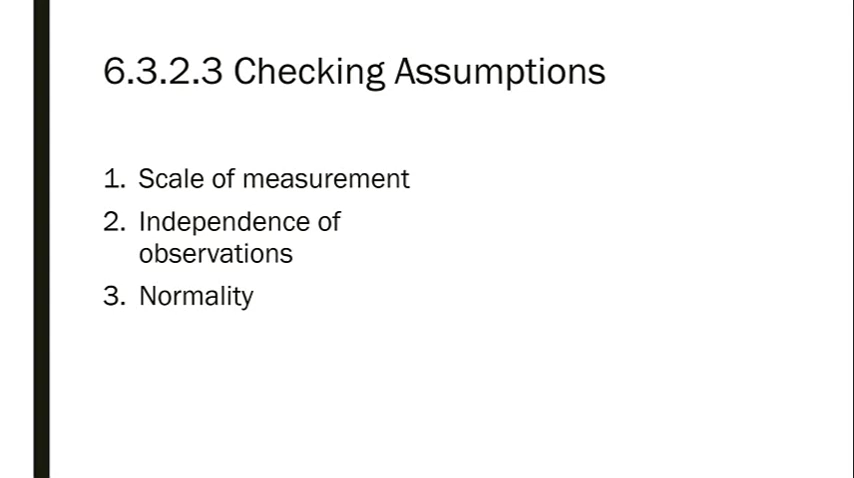 6.3.2.3 Checking Assumptions
1. Scale of measurement
2. Independence of
observations
3. Normality